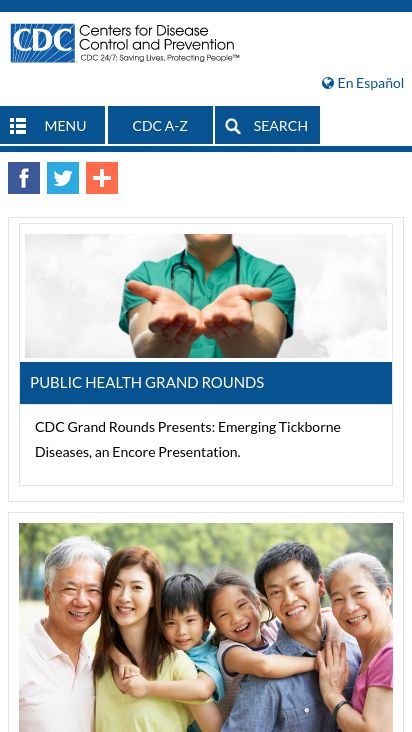 CDC
Centers for Disease
Control and Prevention
CDC 24/7: Saving Lives, Protecting People™
En Español
MENU
CDC A-Z
SEARCH
PUBLIC HEALTH GRAND ROUNDS
CDC Grand Rounds Presents: Emerging Tickborne
Diseases, an Encore Presentation.